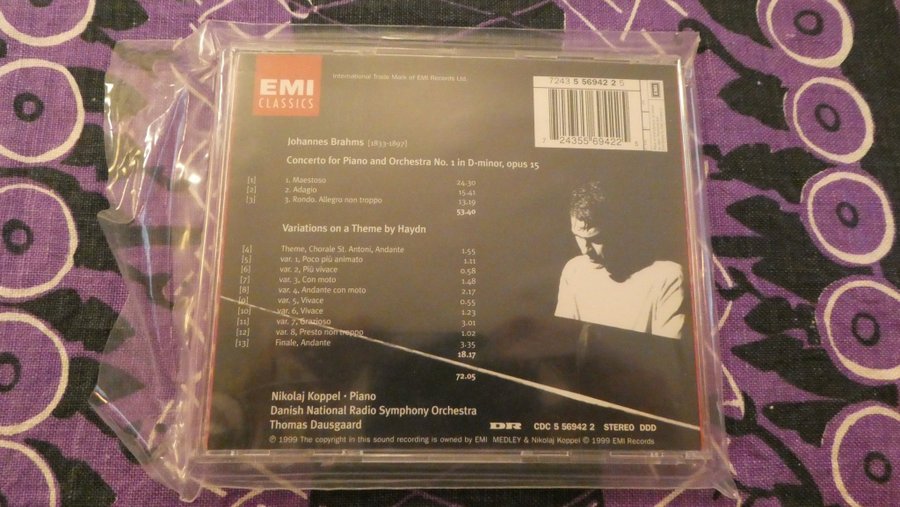 EMI
CLASSICS
International Trade Mark of EMI Records Ltd.
7243 5 56942 2 5
EMI
7 24355 69422
Johannes Brahms [1833-1897]
Concerto for Piano and Orchestra No. 1 in D-minor, opus 15
[1] 1. Maestoso 24.30
[2] 2. Adagio 15.41
[3] 3. Rondo. Allegro non troppo 13.19
53.40
Variations on a Theme by Haydn
[4] Theme, Chorale St. Antoni, Andante 1.55
[5] var. 1, Poco più animato 1.11
[6] var. 2, Più vivace 0.58
[7] var. 3, Con moto 1.48
[8] var. 4, Andante con moto 2.17
[9] var. 5, Vivace 0.55
[10] var. 6, Vivace 1.23
[11] var. 7, Grazioso 3.01
[12] var. 8, Presto non troppo 1.02
[13] Finale, Andante 3.35
18.17
72.05
Nikolaj Koppel · Piano
Danish National Radio Symphony Orchestra
Thomas Dausgaard
DR CDC 5 56942 2 STEREO DDD
℗ 1999 The copyright in this sound recording is owned by EMI MEDLEY & Nikolaj Koppel © 1999 EMI Records